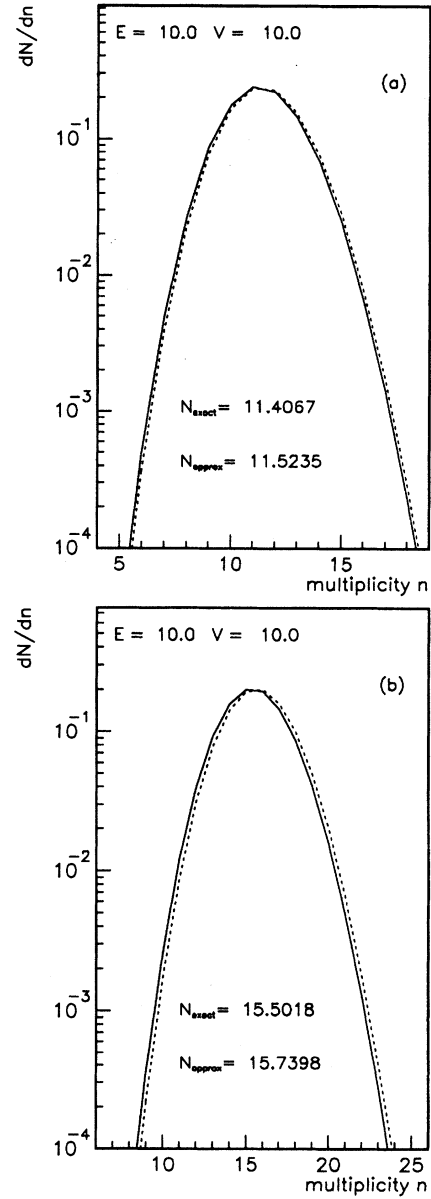 dN/dn
E = 10.0 V = 10.0
(a)
10⁻¹
10⁻²
10⁻³
10⁻⁴
N_exact = 11.4067
N_approx = 11.5235
5 10 15
multiplicity n
dN/dn
E = 10.0 V = 10.0
(b)
10⁻¹
10⁻²
10⁻³
10⁻⁴
N_exact = 15.5018
N_approx = 15.7398
10 15 20 25
multiplicity n